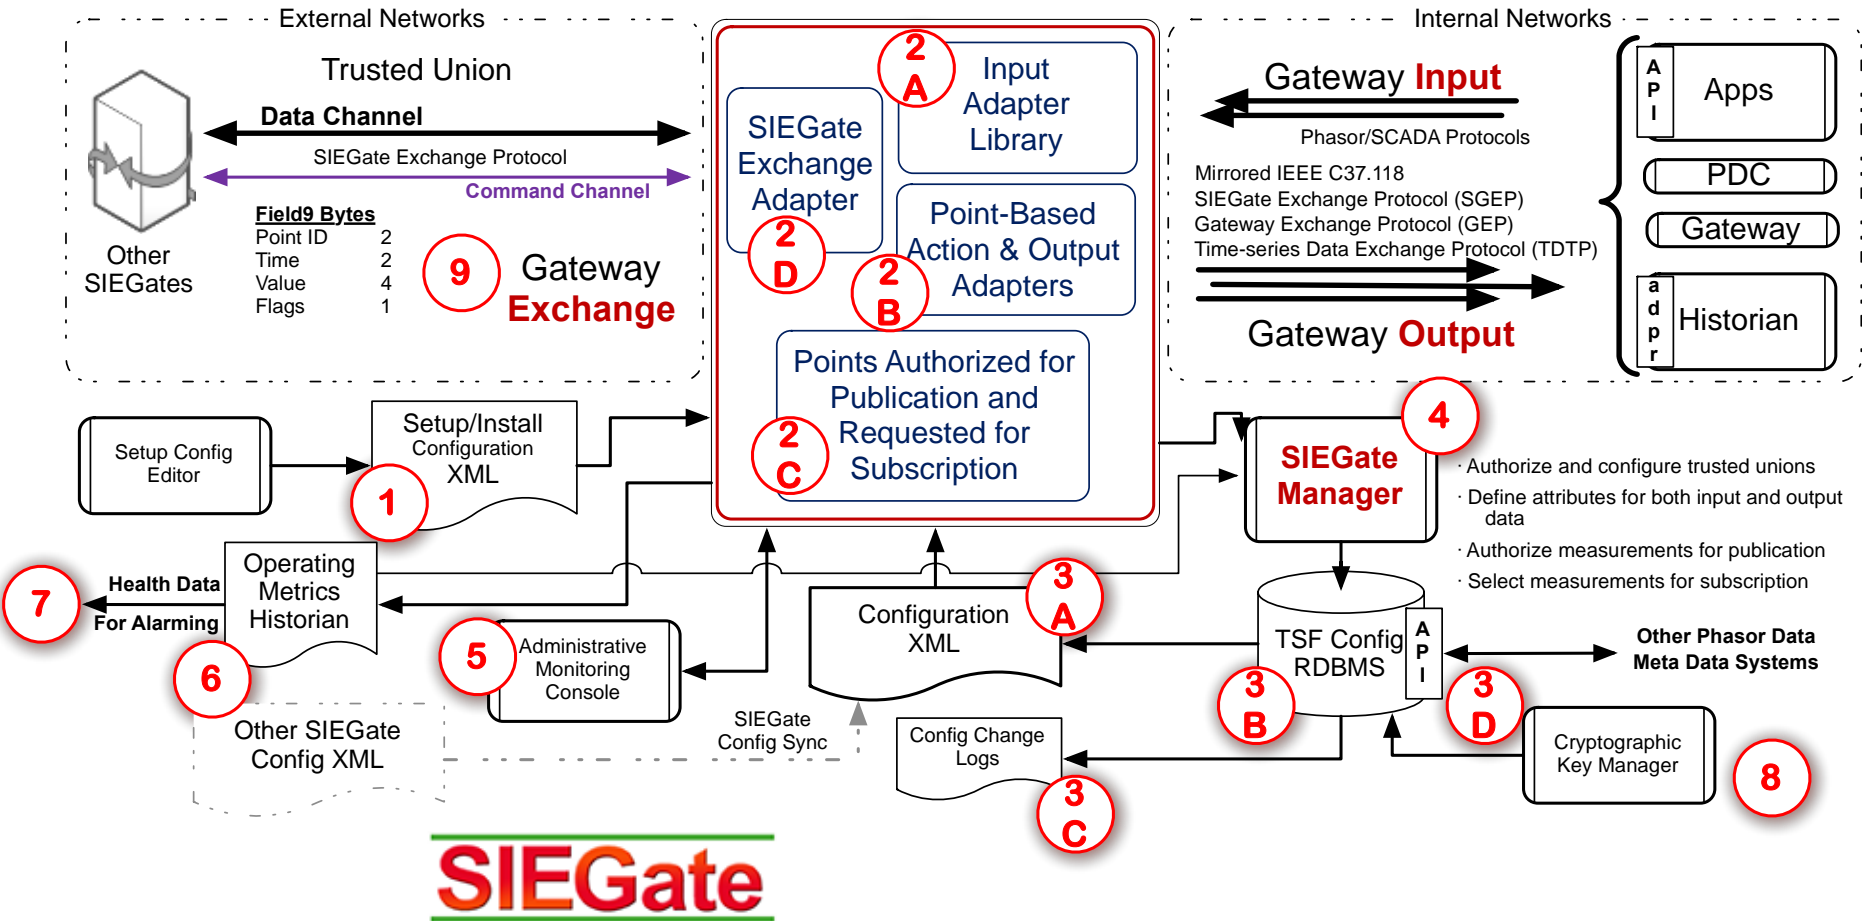 External Networks
Trusted Union
Data Channel
SIEGate Exchange Protocol
Command Channel
Field9 Bytes
Point ID 2
Time 2
Value 4
Flags 1
Other
SIEGates
9
Gateway
Exchange
2
A
Input
Adapter
Library
SIEGate
Exchange
Adapter
2
D
Point-Based
Action & Output
Adapters
2
B
Points Authorized for
Publication and
Requested for
Subscription
2
C
Internal Networks
Gateway Input
Phasor/SCADA Protocols
Mirrored IEEE C37.118
SIEGate Exchange Protocol (SGEP)
Gateway Exchange Protocol (GEP)
Time-series Data Exchange Protocol (TDTP)
Gateway Output
A
P
I
Apps
PDC
Gateway
a
d
p
r
Historian
Setup Config
Editor
Setup/Install
Configuration
XML
1
4
SIEGate
Manager
· Authorize and configure trusted unions
· Define attributes for both input and output
data
· Authorize measurements for publication
· Select measurements for subscription
7
Health Data
For Alarming
Operating
Metrics
Historian
6
5
Administrative
Monitoring
Console
Configuration
XML
3
A
TSF Config
RDBMS
A
P
I
3
B
3
D
Other Phasor Data
Meta Data Systems
Other SIEGate
Config XML
SIEGate
Config Sync
Config Change
Logs
3
C
Cryptographic
Key Manager
8
SIEGate